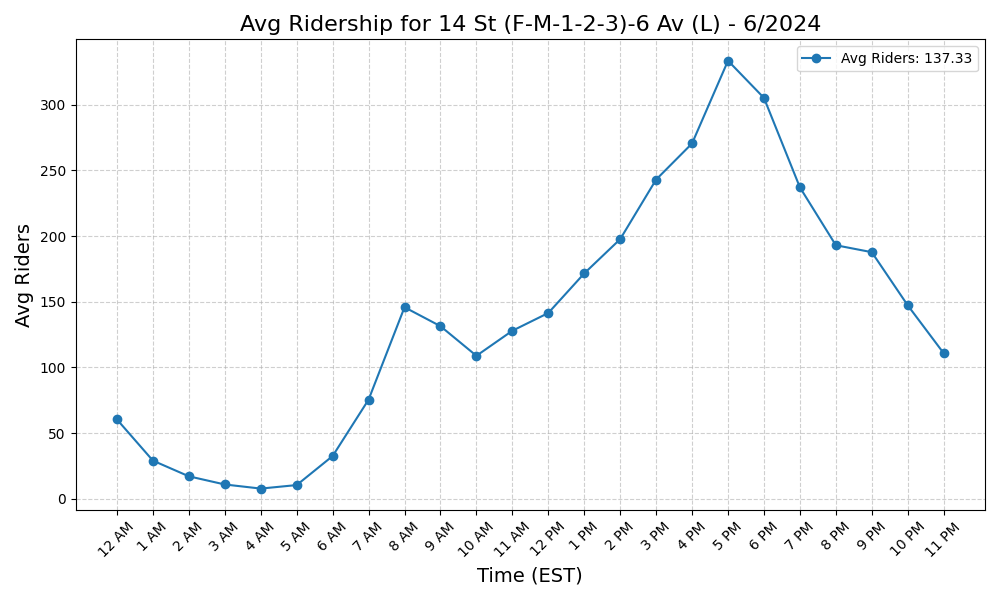 Avg Ridership for 14 St (F-M-1-2-3)-6 Av (L) - 6/2024
Avg Riders: 137.33
Avg Riders
300
250
200
150
100
50
0
12 AM
1 AM
2 AM
3 AM
4 AM
5 AM
6 AM
7 AM
8 AM
9 AM
10 AM
11 AM
12 PM
1 PM
2 PM
3 PM
4 PM
5 PM
6 PM
7 PM
8 PM
9 PM
10 PM
11 PM
Time (EST)